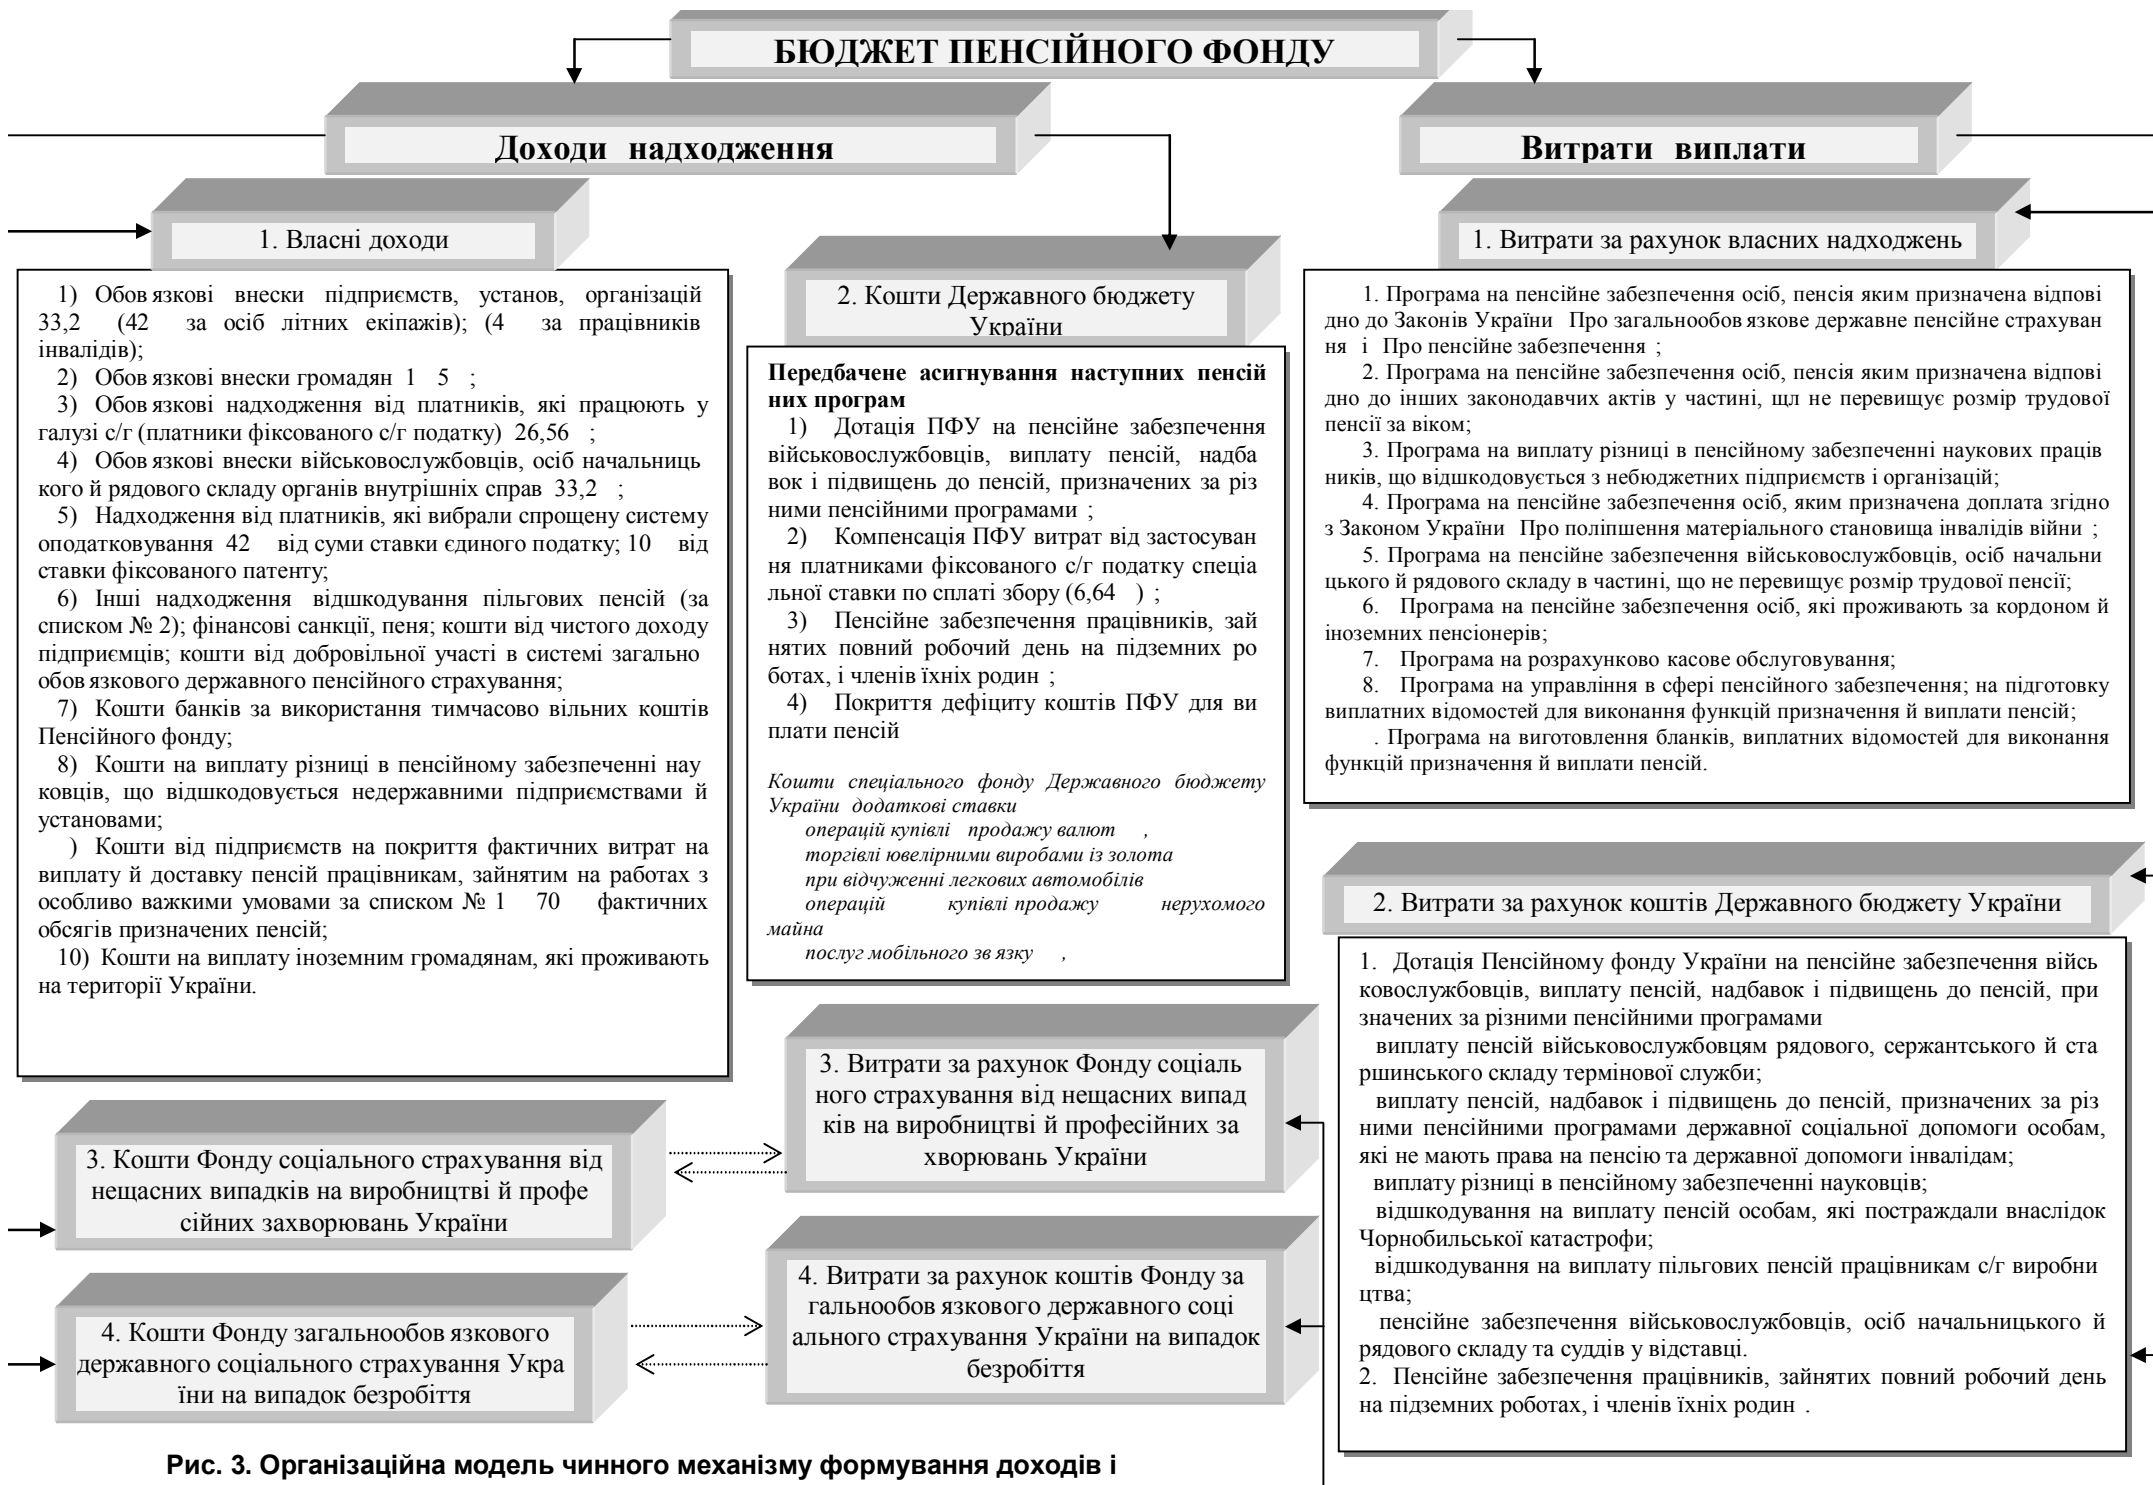 БЮДЖЕТ ПЕНСІЙНОГО ФОНДУ
Доходи надходження
1. Власні доходи
1) Обов язкові внески підприємств, установ, організацій
33,2 (42 за осіб літних екіпажів); (4 за працівників
інвалідів);
2) Обов язкові внески громадян 1 5 ;
3) Обов язкові надходження від платників, які працюють у
галузі с/г (платники фіксованого с/г податку) 26,56 ;
4) Обов язкові внески військовослужбовців, осіб начальниць
кого й рядового складу органів внутрішніх справ 33,2 ;
5) Надходження від платників, які вибрали спрощену систему
оподатковування 42 від суми ставки єдиного податку; 10 від
ставки фіксованого патенту;
6) Інші надходження відшкодування пільгових пенсій (за
списком № 2); фінансові санкції, пеня; кошти від чистого доходу
підприємців; кошти від добровільної участі в системі загально
обов язкового державного пенсійного страхування;
7) Кошти банків за використання тимчасово вільних коштів
Пенсійного фонду;
8) Кошти на виплату різниці в пенсійному забезпеченні нау
ковців, що відшкодовується недержавними підприємствами й
установами;
) Кошти від підприємств на покриття фактичних витрат на
виплату й доставку пенсій працівникам, зайнятим на работах з
особливо важкими умовами за списком № 1 70 фактичних
обсягів призначених пенсій;
10) Кошти на виплату іноземним громадянам, які проживають
на території України.
2. Кошти Державного бюджету
України
Передбачене асигнування наступних пенсій
них програм
1) Дотація ПФУ на пенсійне забезпечення
військовослужбовців, виплату пенсій, надба
вок і підвищень до пенсій, призначених за різ
ними пенсійними програмами ;
2) Компенсація ПФУ витрат від застосуван
ня платниками фіксованого с/г податку спеціа
льної ставки по сплаті збору (6,64 ) ;
3) Пенсійне забезпечення працівників, зай
нятих повний робочий день на підземних ро
ботах, і членів їхніх родин ;
4) Покриття дефіциту коштів ПФУ для ви
плати пенсій
Кошти спеціального фонду Державного бюджету
України додаткові ставки
операцій купівлі продажу валют ,
торгівлі ювелірними виробами із золота
при відчуженні легкових автомобілів
операцій купівлі продажу нерухомого
майна
послуг мобільного зв язку ,
3. Кошти Фонду соціального страхування від
нещасних випадків на виробництві й профе
сійних захворювань України
4. Кошти Фонду загальнообов язкового
державного соціального страхування Укра
їни на випадок безробіття
Витрати виплати
1. Витрати за рахунок власних надходжень
1. Програма на пенсійне забезпечення осіб, пенсія яким призначена відпові
дно до Законів України Про загальнообов язкове державне пенсійне страхуван
ня і Про пенсійне забезпечення ;
2. Програма на пенсійне забезпечення осіб, пенсія яким призначена відпові
дно до інших законодавчих актів у частині, щл не перевищує розмір трудової
пенсії за віком;
3. Програма на виплату різниці в пенсійному забезпеченні наукових праців
ників, що відшкодовується з небюджетних підприємств і організацій;
4. Програма на пенсійне забезпечення осіб, яким призначена доплата згідно
з Законом України Про поліпшення матеріального становища інвалідів війни ;
5. Програма на пенсійне забезпечення військовослужбовців, осіб начальни
цького й рядового складу в частині, що не перевищує розмір трудової пенсії;
6. Програма на пенсійне забезпечення осіб, які проживають за кордоном й
іноземних пенсіонерів;
7. Програма на розрахунково касове обслуговування;
8. Програма на управління в сфері пенсійного забезпечення; на підготовку
виплатних відомостей для виконання функцій призначення й виплати пенсій;
. Програма на виготовлення бланків, виплатних відомостей для виконання
функцій призначення й виплати пенсій.
2. Витрати за рахунок коштів Державного бюджету України
1. Дотація Пенсійному фонду України на пенсійне забезпечення війсь
ковослужбовців, виплату пенсій, надбавок і підвищень до пенсій, при
значених за різними пенсійними програмами
виплату пенсій військовослужбовцям рядового, сержантського й ста
ршинського складу термінової служби;
виплату пенсій, надбавок і підвищень до пенсій, призначених за різ
ними пенсійними програмами державної соціальної допомоги особам,
які не мають права на пенсію та державної допомоги інвалідам;
виплату різниці в пенсійному забезпеченні науковців;
відшкодування на виплату пенсій особам, які постраждали внаслідок
Чорнобильської катастрофи;
відшкодування на виплату пільгових пенсій працівникам с/г виробни
цтва;
пенсійне забезпечення військовослужбовців, осіб начальницького й
рядового складу та суддів у відставці.
2. Пенсійне забезпечення працівників, зайнятих повний робочий день
на підземних роботах, і членів їхніх родин .
3. Витрати за рахунок Фонду соціаль
ного страхування від нещасних випад
ків на виробництві й професійних за
хворювань України
4. Витрати за рахунок коштів Фонду за
гальнообов язкового державного соці
ального страхування України на випадок
безробіття
Рис. 3. Організаційна модель чинного механізму формування доходів і